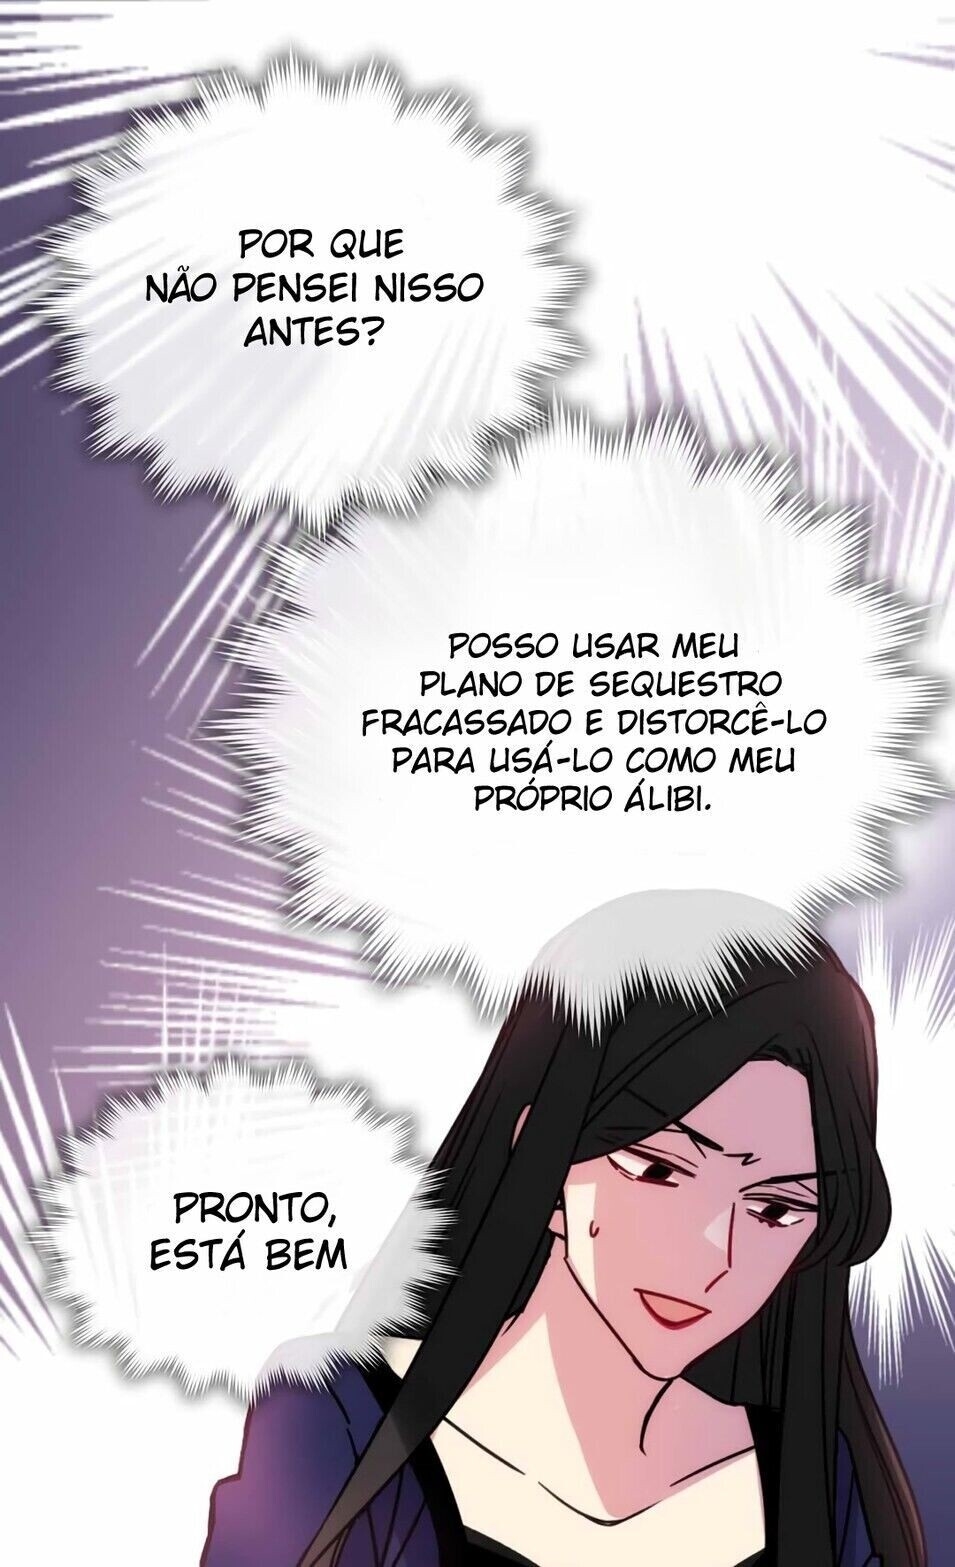 POR QUE
NÃO PENSEI NISSO
ANTES?
POSSO USAR MEU
PLANO DE SEQUESTRO
FRACASSADO E DISTORCÊ-LO
PARA USÁ-LO COMO MEU
PRÓPRIO ÁLIBI.
PRONTO,
ESTÁ BEM